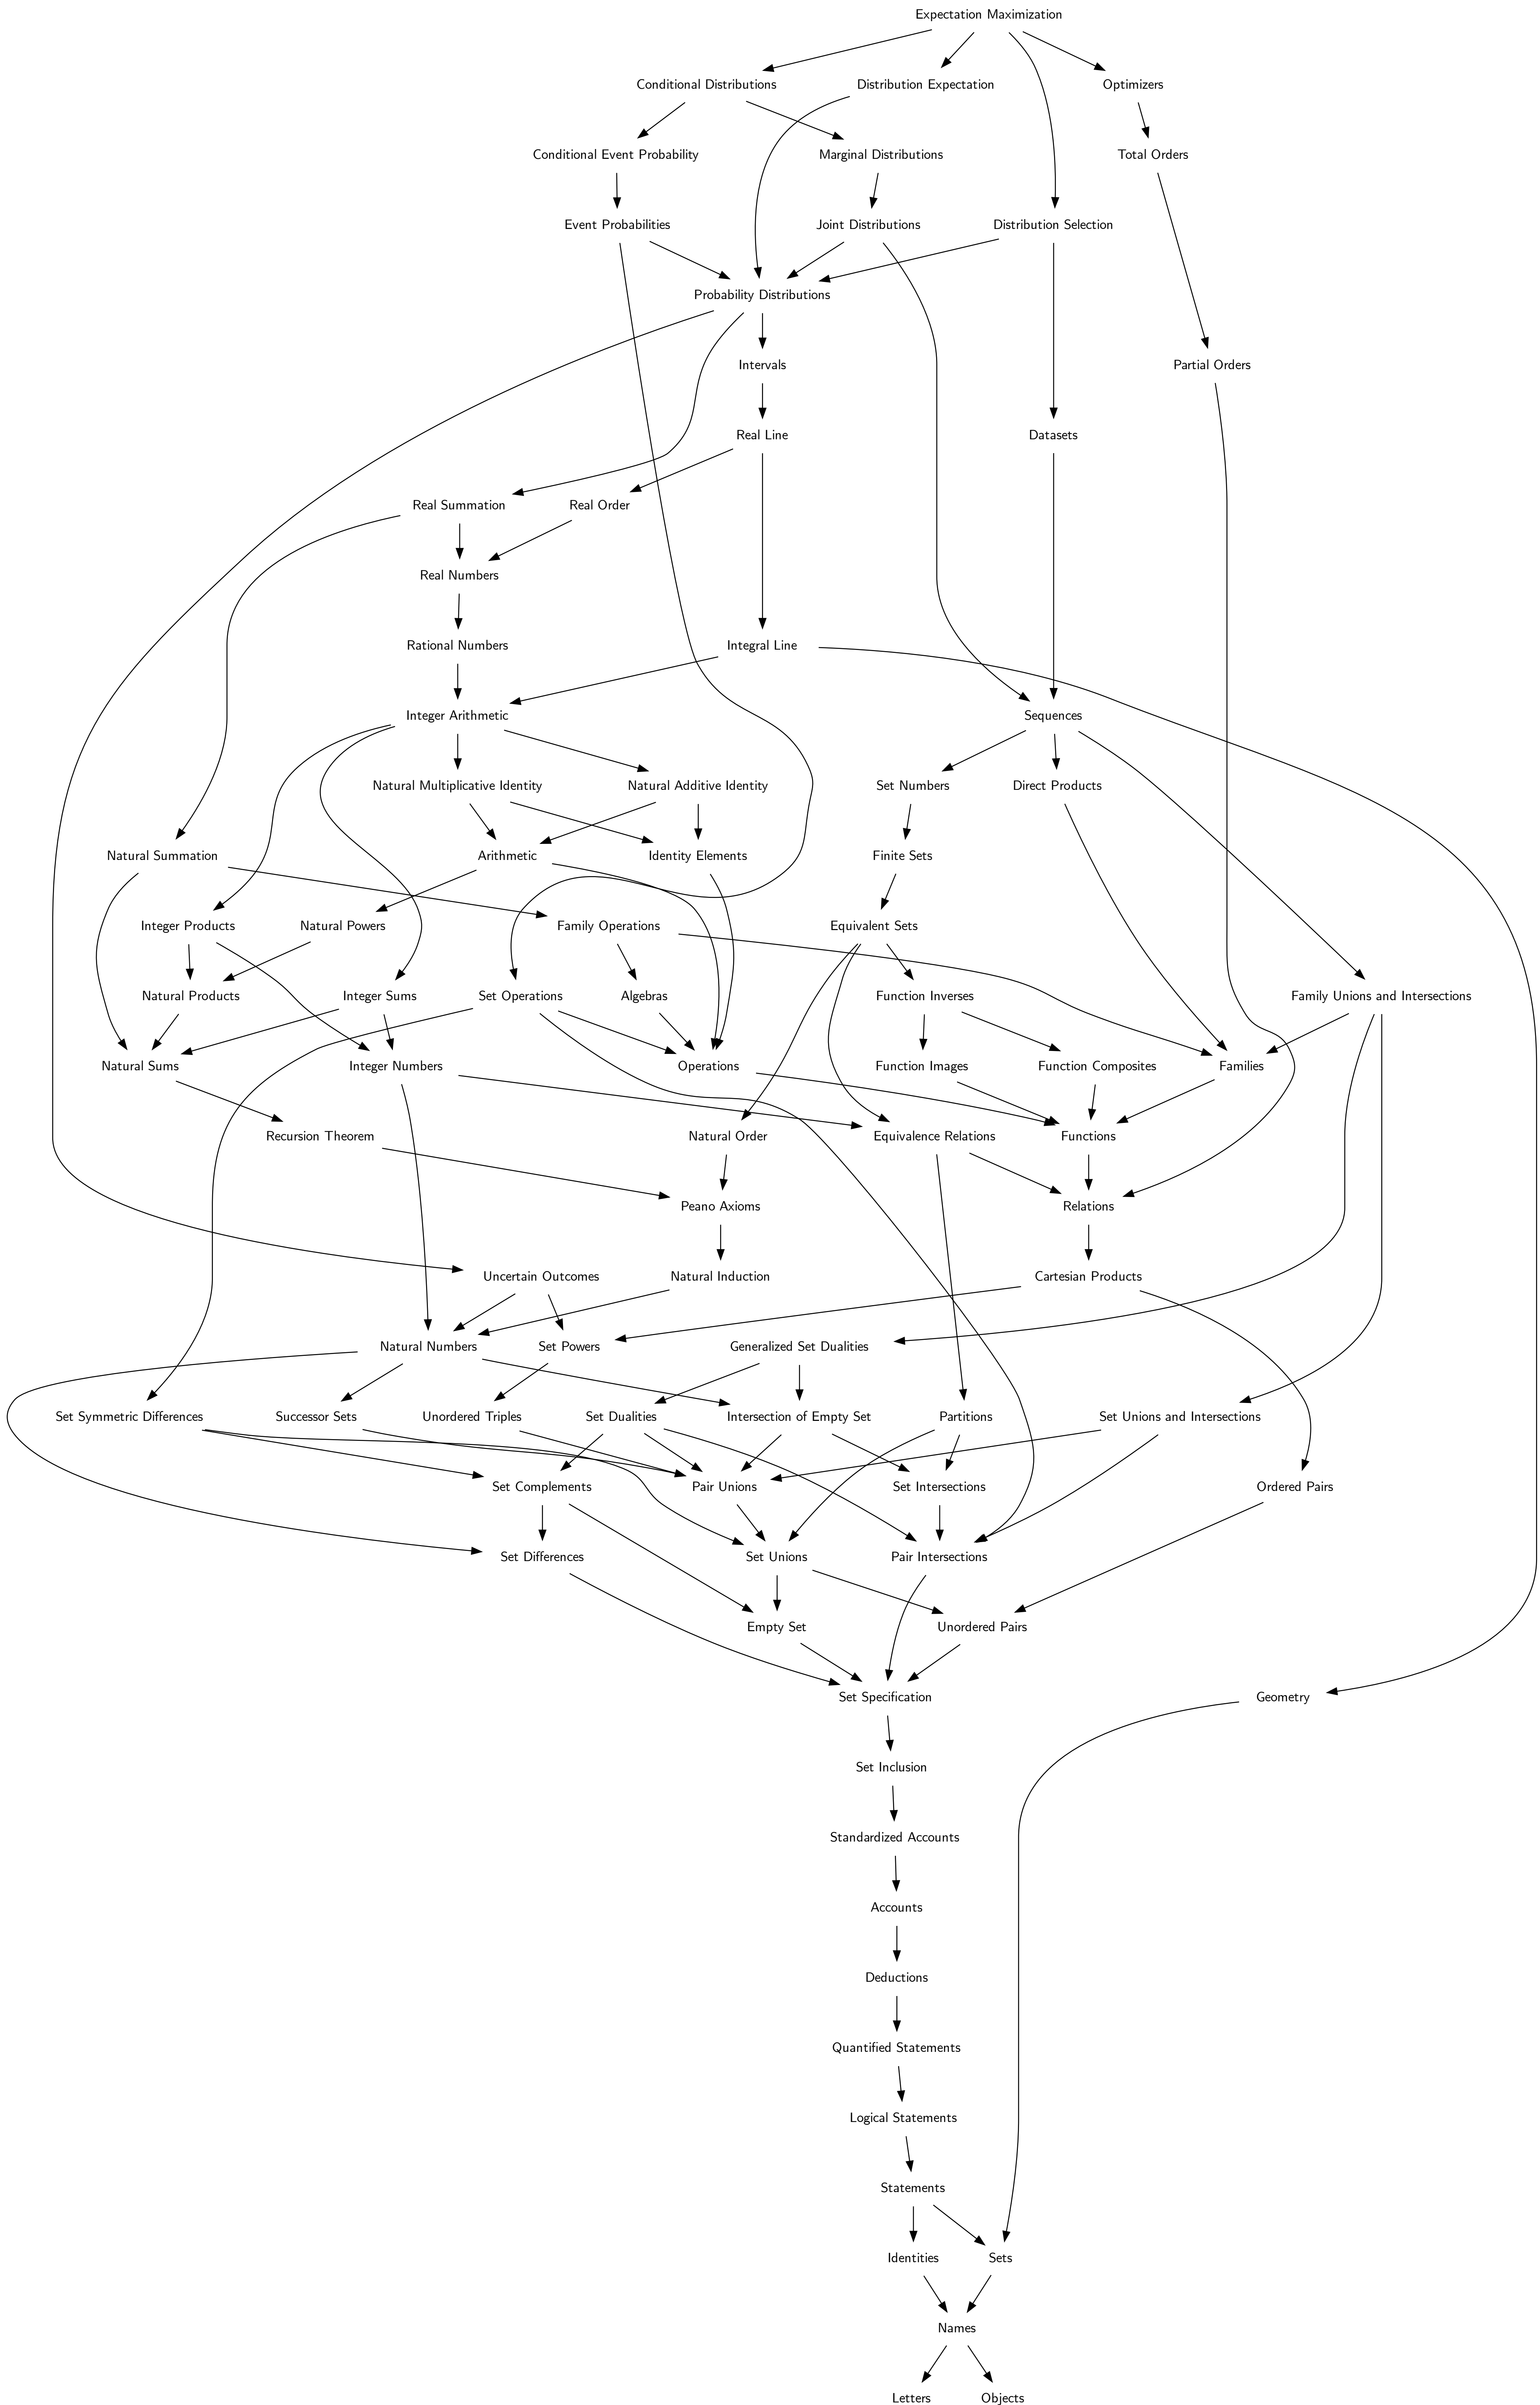 Expectation Maximization
Conditional Distributions
Distribution Expectation
Optimizers
Conditional Event Probability
Marginal Distributions
Total Orders
Event Probabilities
Joint Distributions
Distribution Selection
Probability Distributions
Intervals
Partial Orders
Real Line
Datasets
Real Summation
Real Order
Real Numbers
Rational Numbers
Integral Line
Integer Arithmetic
Sequences
Natural Multiplicative Identity
Natural Additive Identity
Set Numbers
Direct Products
Natural Summation
Arithmetic
Identity Elements
Finite Sets
Integer Products
Natural Powers
Family Operations
Equivalent Sets
Natural Products
Integer Sums
Set Operations
Algebras
Function Inverses
Family Unions and Intersections
Natural Sums
Integer Numbers
Operations
Function Images
Function Composites
Families
Recursion Theorem
Natural Order
Equivalence Relations
Functions
Peano Axioms
Relations
Uncertain Outcomes
Natural Induction
Cartesian Products
Natural Numbers
Set Powers
Generalized Set Dualities
Set Symmetric Differences
Successor Sets
Unordered Triples
Set Dualities
Intersection of Empty Set
Partitions
Set Unions and Intersections
Set Complements
Pair Unions
Set Intersections
Ordered Pairs
Set Differences
Set Unions
Pair Intersections
Empty Set
Unordered Pairs
Set Specification
Geometry
Set Inclusion
Standardized Accounts
Accounts
Deductions
Quantified Statements
Logical Statements
Statements
Identities
Sets
Names
Letters
Objects